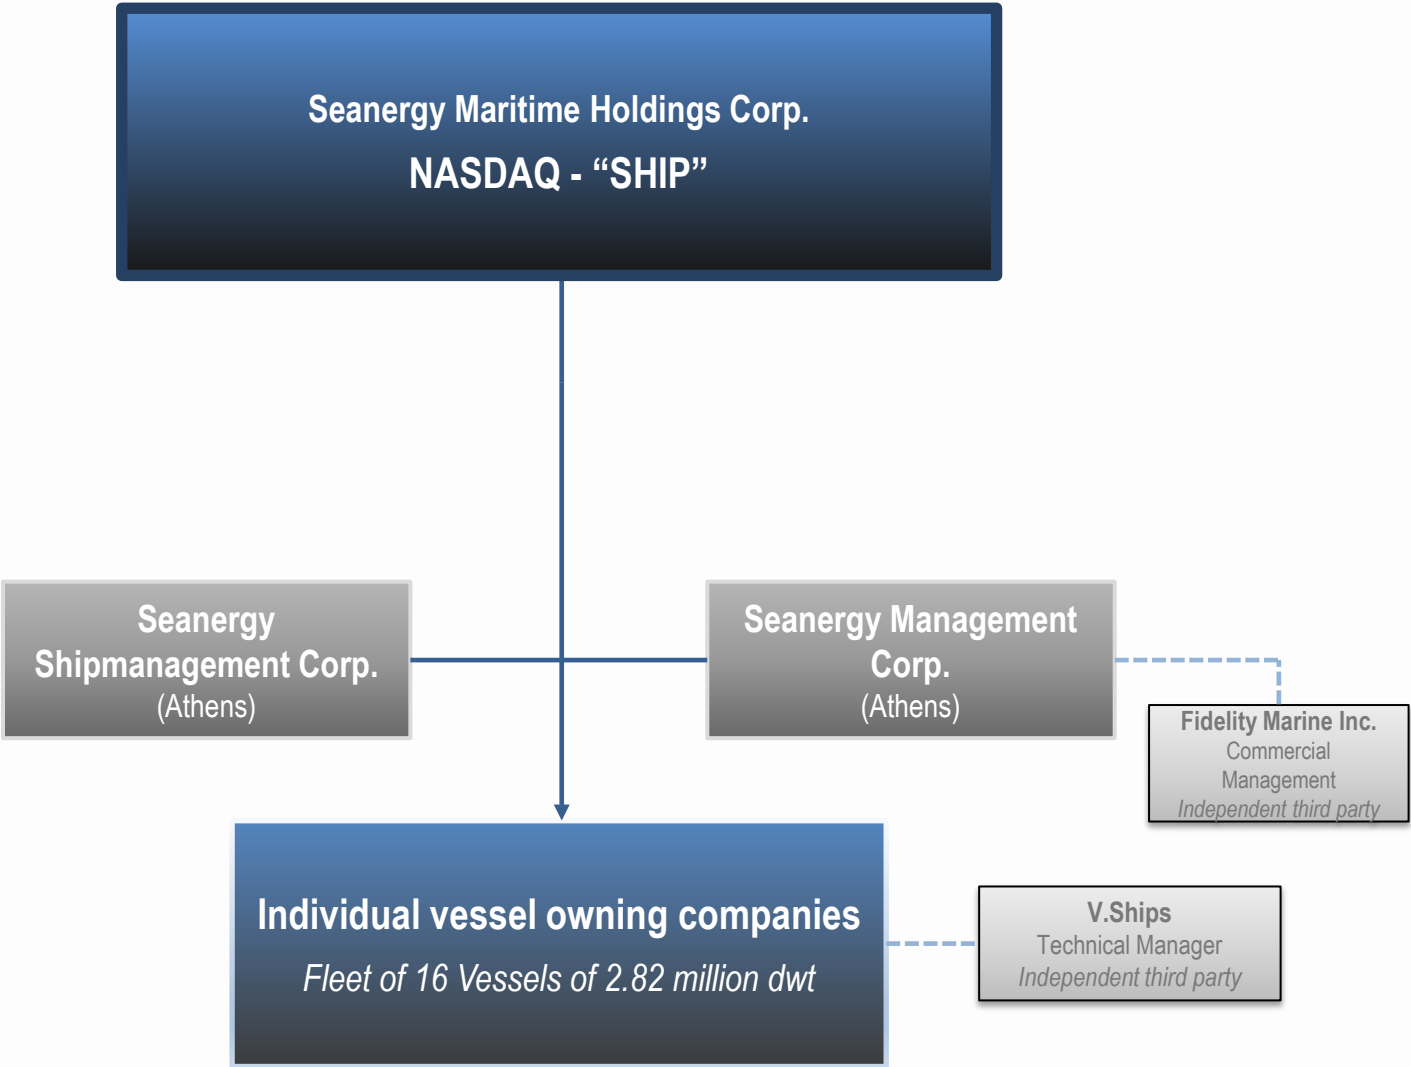 Seanergy Maritime Holdings Corp.
NASDAQ - “SHIP”
Seanergy
Shipmanagement Corp.
(Athens)
Seanergy Management
Corp.
(Athens)
Fidelity Marine Inc.
Commercial
Management
Independent third party
Individual vessel owning companies
Fleet of 16 Vessels of 2.82 million dwt
V.Ships
Technical Manager
Independent third party